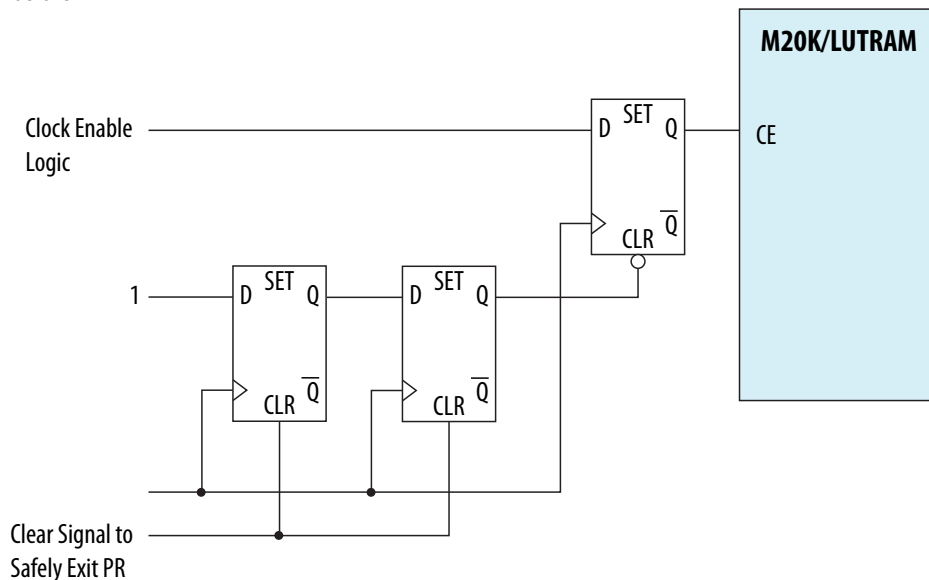 M20K/LUTRAM
SET
Clock Enable
Logic
D
Q
CE
Q
CLR
SET
SET
1
D
Q
D
Q
Q
Q
CLR
CLR
Clear Signal to
Safely Exit PR